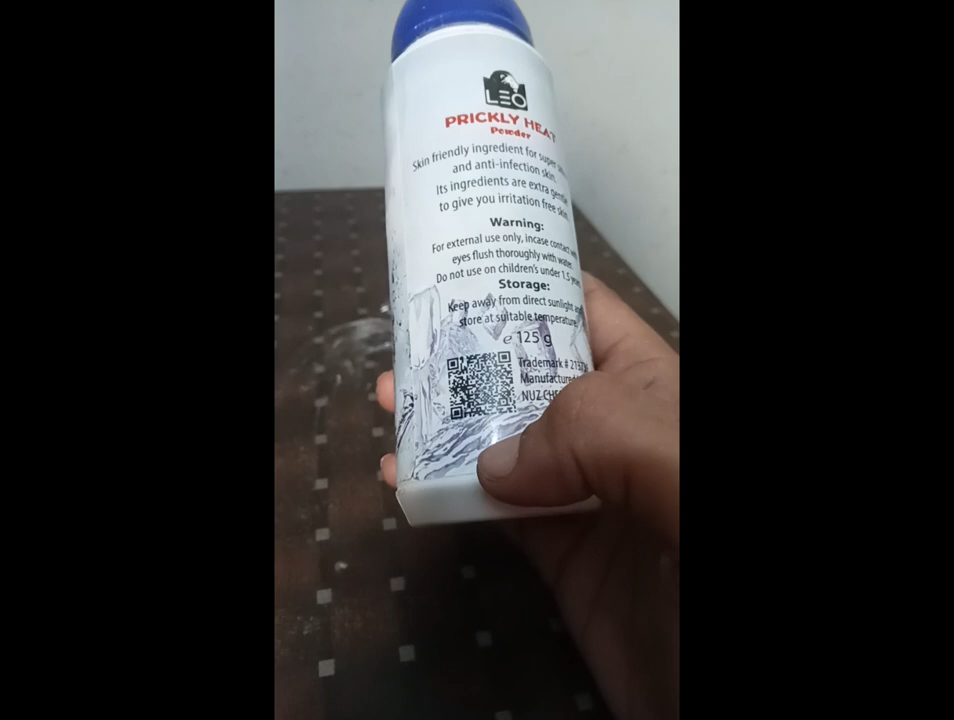 LEO
PRICKLY HEAT
Powder
Skin friendly ingredient for super
and anti-infection skin.
Its ingredients are extra gentle
to give you irritation free skin.
Warning:
For external use only, incase contact with
eyes flush thoroughly with water.
Do not use on children's under 1.5 years
Storage:
Keep away from direct sunlight and
store at suitable temperature.
e 125 g
Trademark #
Manufactured
NUZ